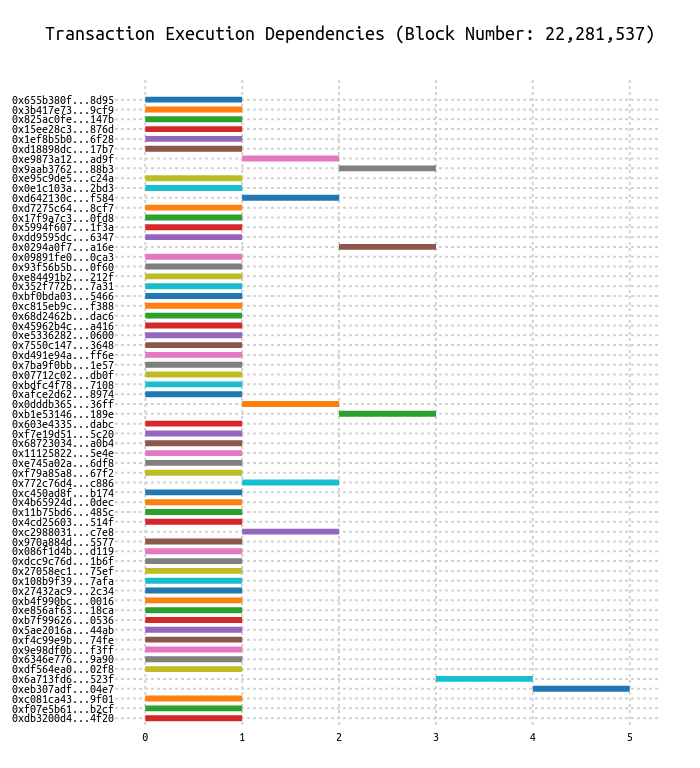 Transaction Execution Dependencies (Block Number: 22,281,537)
0x655b380f...8d95
0x3b417e73...9cf9
0x825ac0fe...147b
0x15ee28c3...876d
0x1ef8b5b0...6f28
0xd18898dc...17b7
0xe9873a12...ad9f
0x9aab3762...88b3
0xe95c9de5...c24a
0x0e1c103a...2bd3
0xd642130c...f584
0xd7275c64...8cf7
0x17f9a7c3...0fd8
0x5994f607...1f3a
0xdd9595dc...6347
0x0294a0f7...a16e
0x09891fe0...0ca3
0x93f56b5b...0f60
0xe84491b2...212f
0x352f772b...7a31
0xbf0bda03...5466
0xc815eb9c...f388
0x68d2462b...dac6
0x45962b4c...a416
0xe5336282...0600
0x7550c147...3648
0xd491e94a...ff6e
0x7ba9f0bb...1e57
0x07712c02...db0f
0xbdfc4f78...7108
0xafce2d62...8974
0x0dddb365...36ff
0xb1e53146...189e
0x603e4335...dabc
0xf7e19d51...5c20
0x68723034...a0b4
0x11125822...5e4e
0xe745a02a...6df8
0xf79a85a8...67f2
0x772c76d4...c886
0xc450ad8f...b174
0x4b65924d...0dec
0x11b75bd6...485c
0x4cd25603...514f
0xc2988031...c7e8
0x970a884d...5577
0x086f1d4b...d119
0xdcc9c76d...1b6f
0x27058ec1...75ef
0x108b9f39...7afa
0x27432ac9...2c34
0xb4f990bc...0016
0xe856af63...18ca
0xb7f99626...0536
0x5ae2016a...44ab
0xf4c99e9b...74fe
0x9e98df0b...f3ff
0x6346e776...9a90
0xdf564ea0...02f8
0x6a713fd6...523f
0xeb307adf...04e7
0xc081ca43...9f01
0xf07e5b61...b2cf
0xdb3200d4...4f20
0 1 2 3 4 5